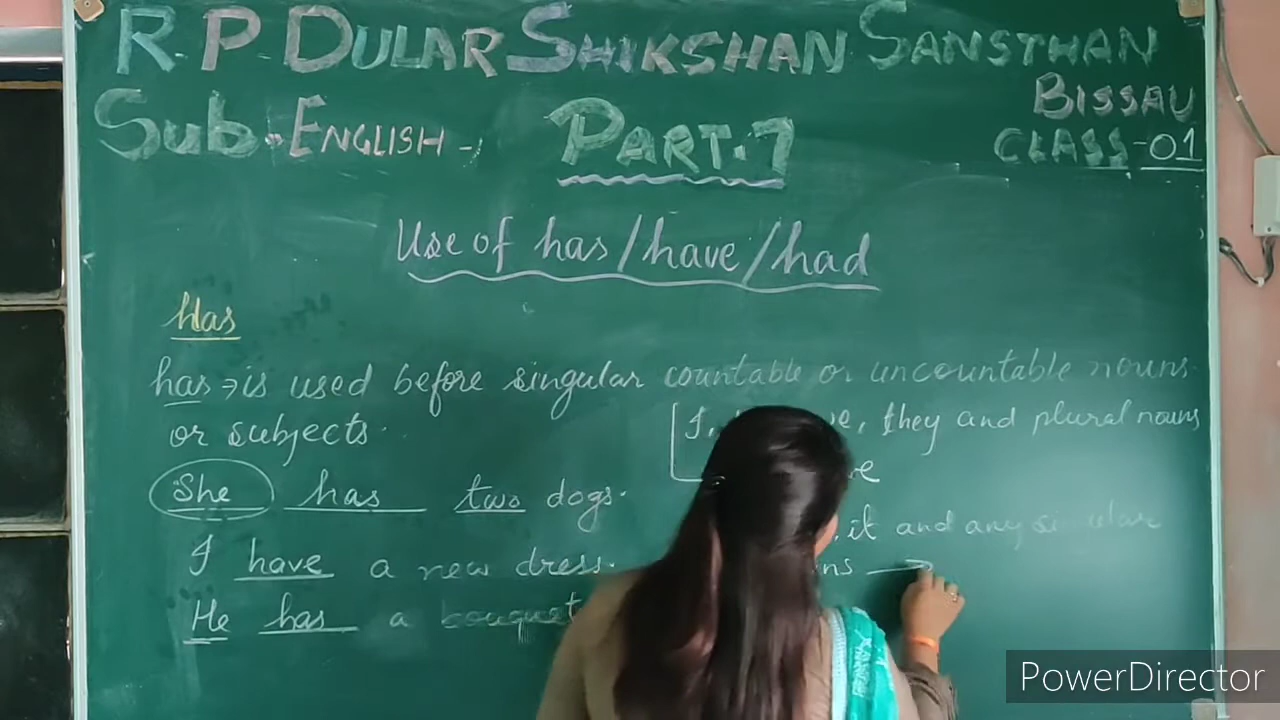 R. P. DULAR SHIKSHAN SANSTHAN
BISSAU
Sub. ENGLISH - PART. 7 CLASS-01
Use of has/have/had
Has
has → is used before singular countable or uncountable nouns.
or subjects.
I, they and plural nouns
She has two dogs.
it and any
I have a new dress.
He has a bouquet
PowerDirector